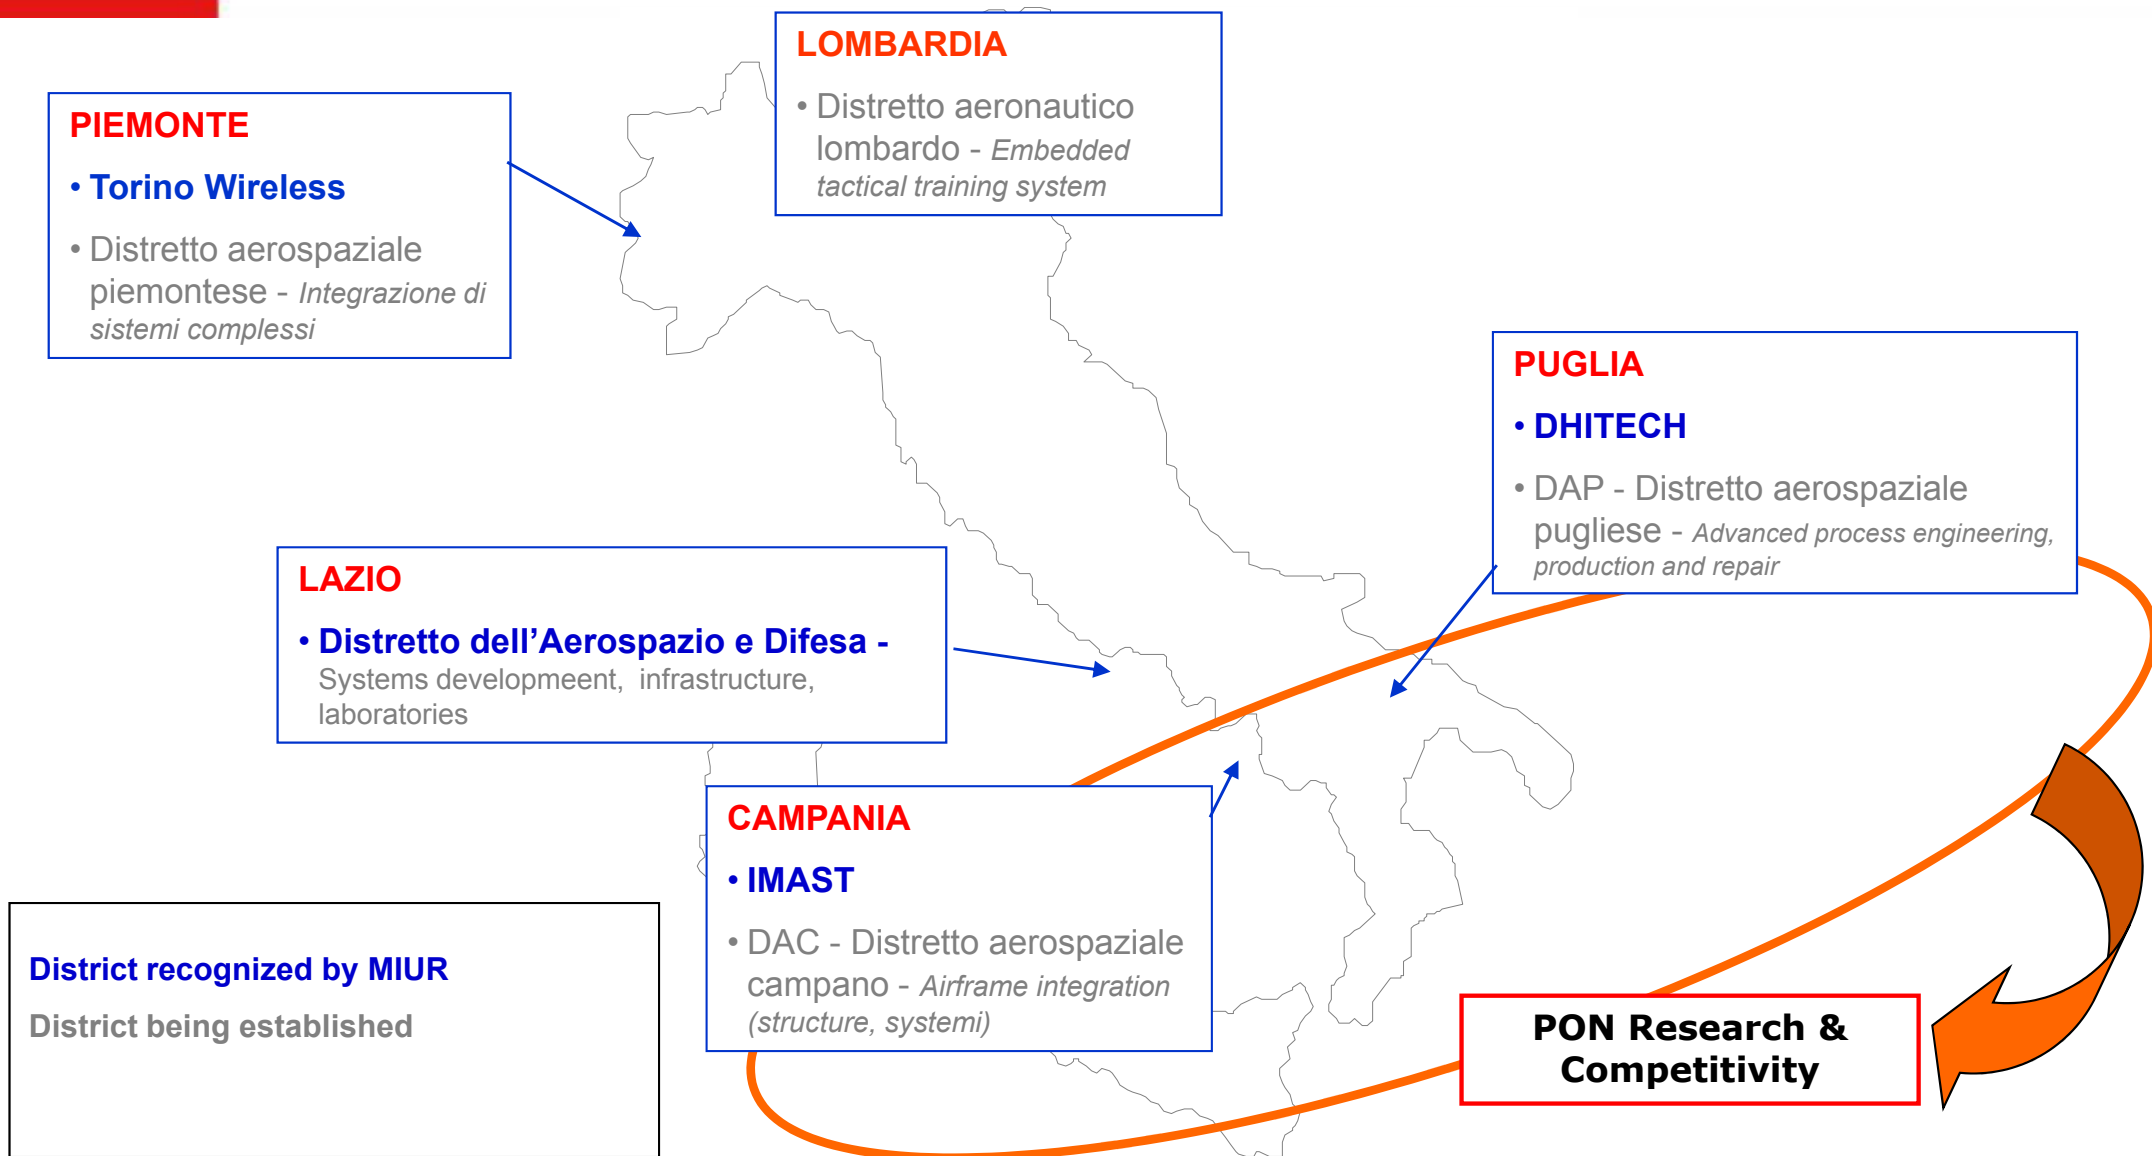 LOMBARDIA
• Distretto aeronautico
lombardo - Embedded
tactical training system
PIEMONTE
• Torino Wireless
• Distretto aerospaziale
piemontese - Integrazione di
sistemi complessi
PUGLIA
• DHITECH
• DAP - Distretto aerospaziale
pugliese - Advanced process engineering,
production and repair
LAZIO
• Distretto dell’Aerospazio e Difesa -
Systems developmeent, infrastructure,
laboratories
CAMPANIA
• IMAST
• DAC - Distretto aerospaziale
campano - Airframe integration
(structure, systemi)
District recognized by MIUR
District being established
PON Research &
Competitivity